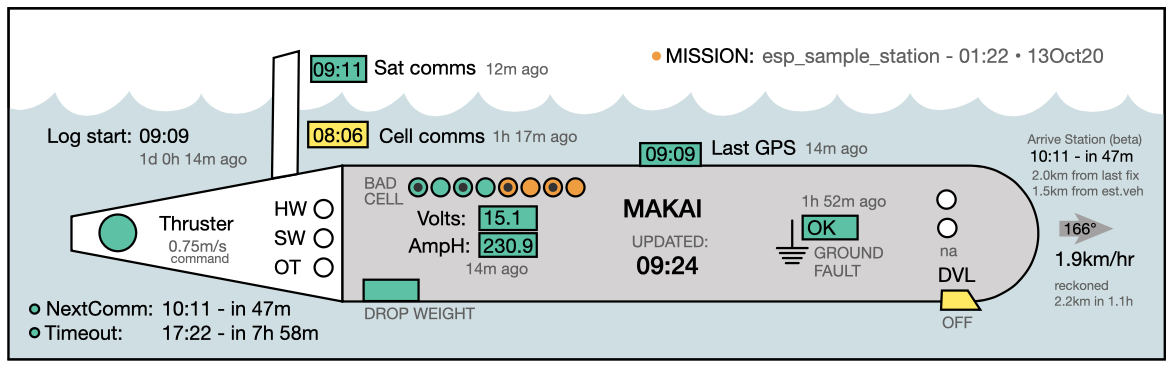 09:11 Sat comms 12m ago
MISSION: esp_sample_station - 01:22 • 13Oct20
Log start: 09:09
1d 0h 14m ago
08:06 Cell comms 1h 17m ago
09:09 Last GPS 14m ago
Arrive Station (beta)
10:11 - in 47m
2.0km from last fix
1.5km from est.veh
Thruster
0.75m/s
command
HW
SW
OT
BAD
CELL
Volts: 15.1
AmpH: 230.9
14m ago
DROP WEIGHT
MAKAI
UPDATED:
09:24
1h 52m ago
OK
GROUND
FAULT
na
DVL
OFF
166°
1.9km/hr
reckoned
2.2km in 1.1h
NextComm: 10:11 - in 47m
Timeout: 17:22 - in 7h 58m